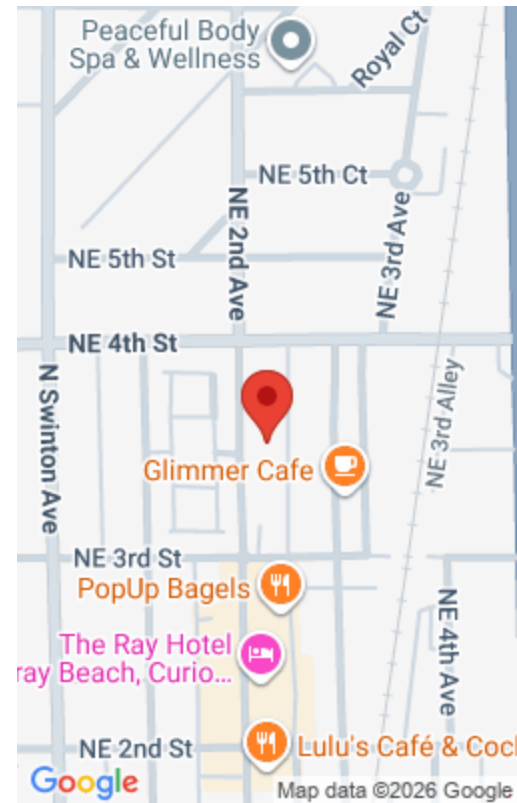 Peaceful Body
Spa & Wellness
Royal Ct
NE 5th Ct
NE 2nd Ave
NE 3rd Ave
NE 5th St
NE 4th St
N Swinton Ave
NE 3rd Alley
Glimmer Cafe
NE 3rd St
PopUp Bagels
NE 4th Ave
The Ray Hotel
ray Beach, Curio...
NE 2nd St
Lulu's Café & Cocl
Google
Map data ©2026 Google